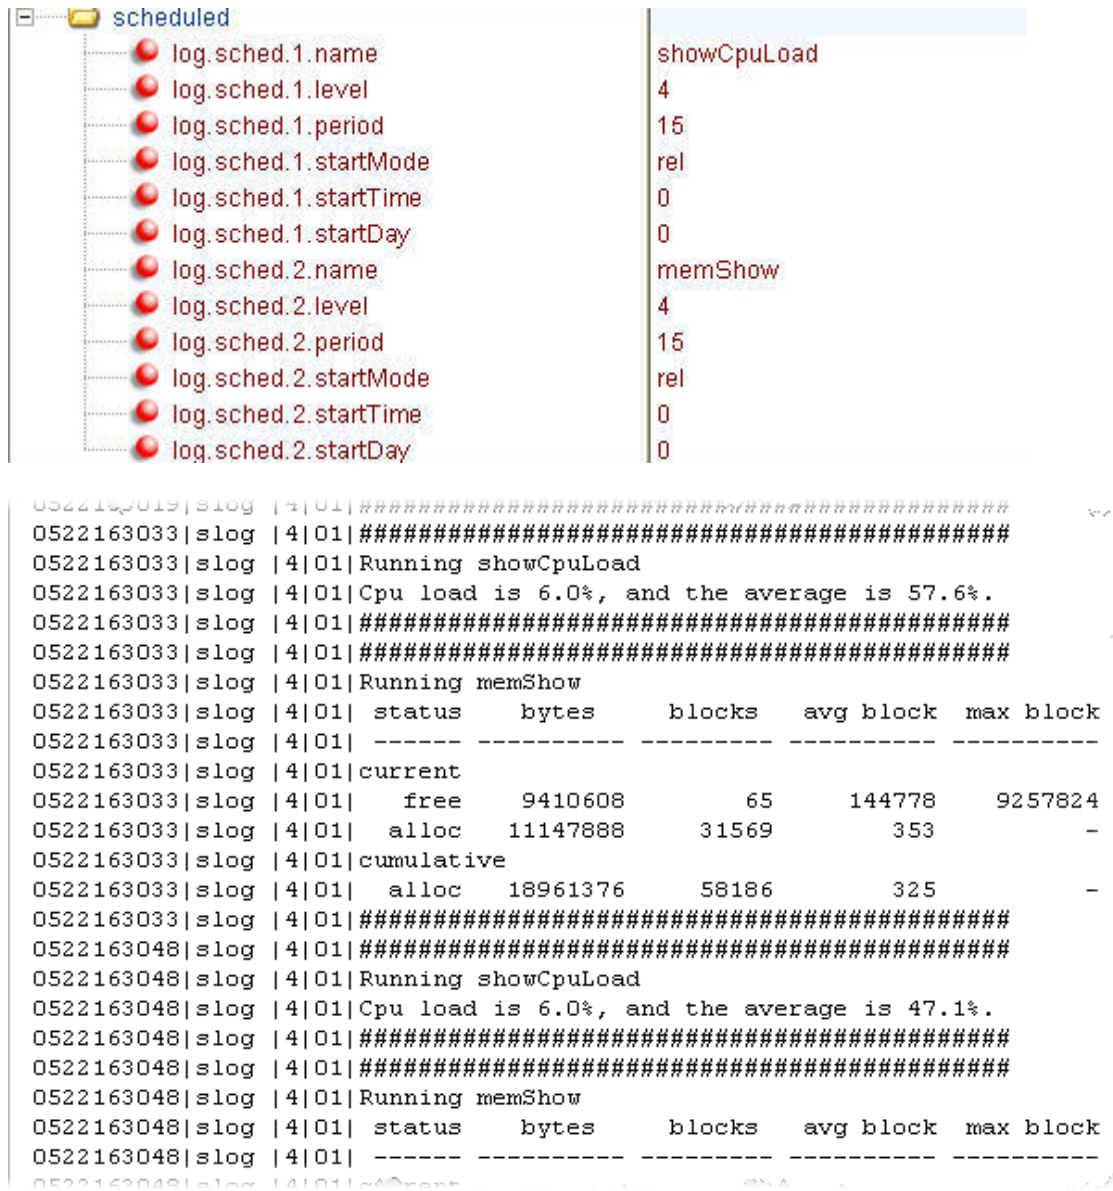 scheduled
log.sched.1.name showCpuLoad
log.sched.1.level 4
log.sched.1.period 15
log.sched.1.startMode rel
log.sched.1.startTime 0
log.sched.1.startDay 0
log.sched.2.name memShow
log.sched.2.level 4
log.sched.2.period 15
log.sched.2.startMode rel
log.sched.2.startTime 0
log.sched.2.startDay 0
0522163033|slog |4|01|############################################
0522163033|slog |4|01|Running showCpuLoad
0522163033|slog |4|01|Cpu load is 6.0%, and the average is 57.6%.
0522163033|slog |4|01|############################################
0522163033|slog |4|01|############################################
0522163033|slog |4|01|Running memShow
0522163033|slog |4|01| status    bytes     blocks   avg block  max block
0522163033|slog |4|01| ------ ---------- --------- ---------- ----------
0522163033|slog |4|01|current
0522163033|slog |4|01|   free    9410608        65     144778    9257824
0522163033|slog |4|01|  alloc   11147888     31569        353          -
0522163033|slog |4|01|cumulative
0522163033|slog |4|01|  alloc   18961376     58186        325          -
0522163033|slog |4|01|############################################
0522163048|slog |4|01|############################################
0522163048|slog |4|01|Running showCpuLoad
0522163048|slog |4|01|Cpu load is 6.0%, and the average is 47.1%.
0522163048|slog |4|01|############################################
0522163048|slog |4|01|############################################
0522163048|slog |4|01|Running memShow
0522163048|slog |4|01| status    bytes     blocks   avg block  max block
0522163048|slog |4|01| ------ ---------- --------- ---------- ----------